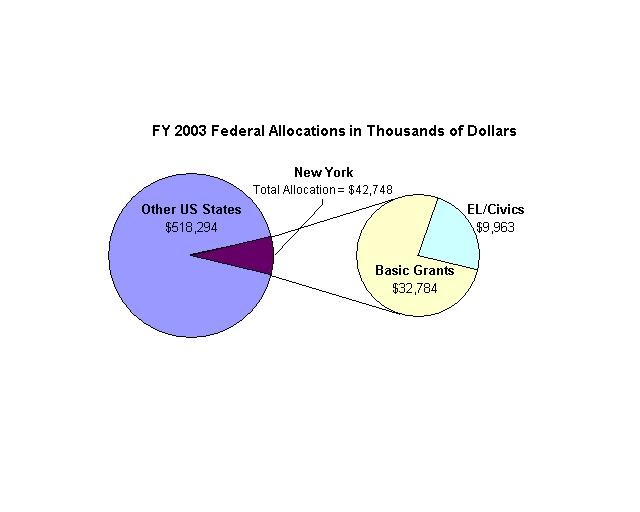 FY 2003 Federal Allocations in Thousands of Dollars
New York
Total Allocation = $42,748
Other US States
$518,294
EL/Civics
$9,963
Basic Grants
$32,784